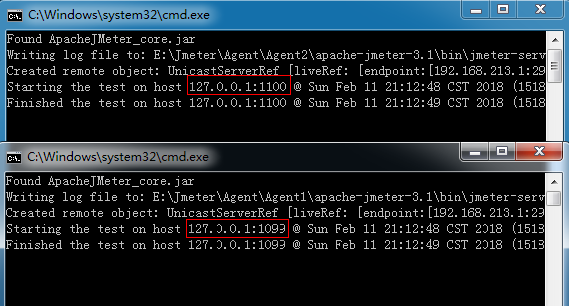 C:\Windows\system32\cmd.exe
Found ApacheJMeter_core.jar
Writing log file to: E:\Jmeter\Agent\Agent2\apache-jmeter-3.1\bin\jmeter-serv
Created remote object: UnicastServerRef [liveRef: [endpoint:[192.168.213.1:29
Starting the test on host 127.0.0.1:1100 @ Sun Feb 11 21:12:48 CST 2018 (1518
Finished the test on host 127.0.0.1:1100 @ Sun Feb 11 21:12:49 CST 2018 (1518
C:\Windows\system32\cmd.exe
Found ApacheJMeter_core.jar
Writing log file to: E:\Jmeter\Agent\Agent1\apache-jmeter-3.1\bin\jmeter-serv
Created remote object: UnicastServerRef [liveRef: [endpoint:[192.168.213.1:29
Starting the test on host 127.0.0.1:1099 @ Sun Feb 11 21:12:48 CST 2018 (1518
Finished the test on host 127.0.0.1:1099 @ Sun Feb 11 21:12:49 CST 2018 (1518